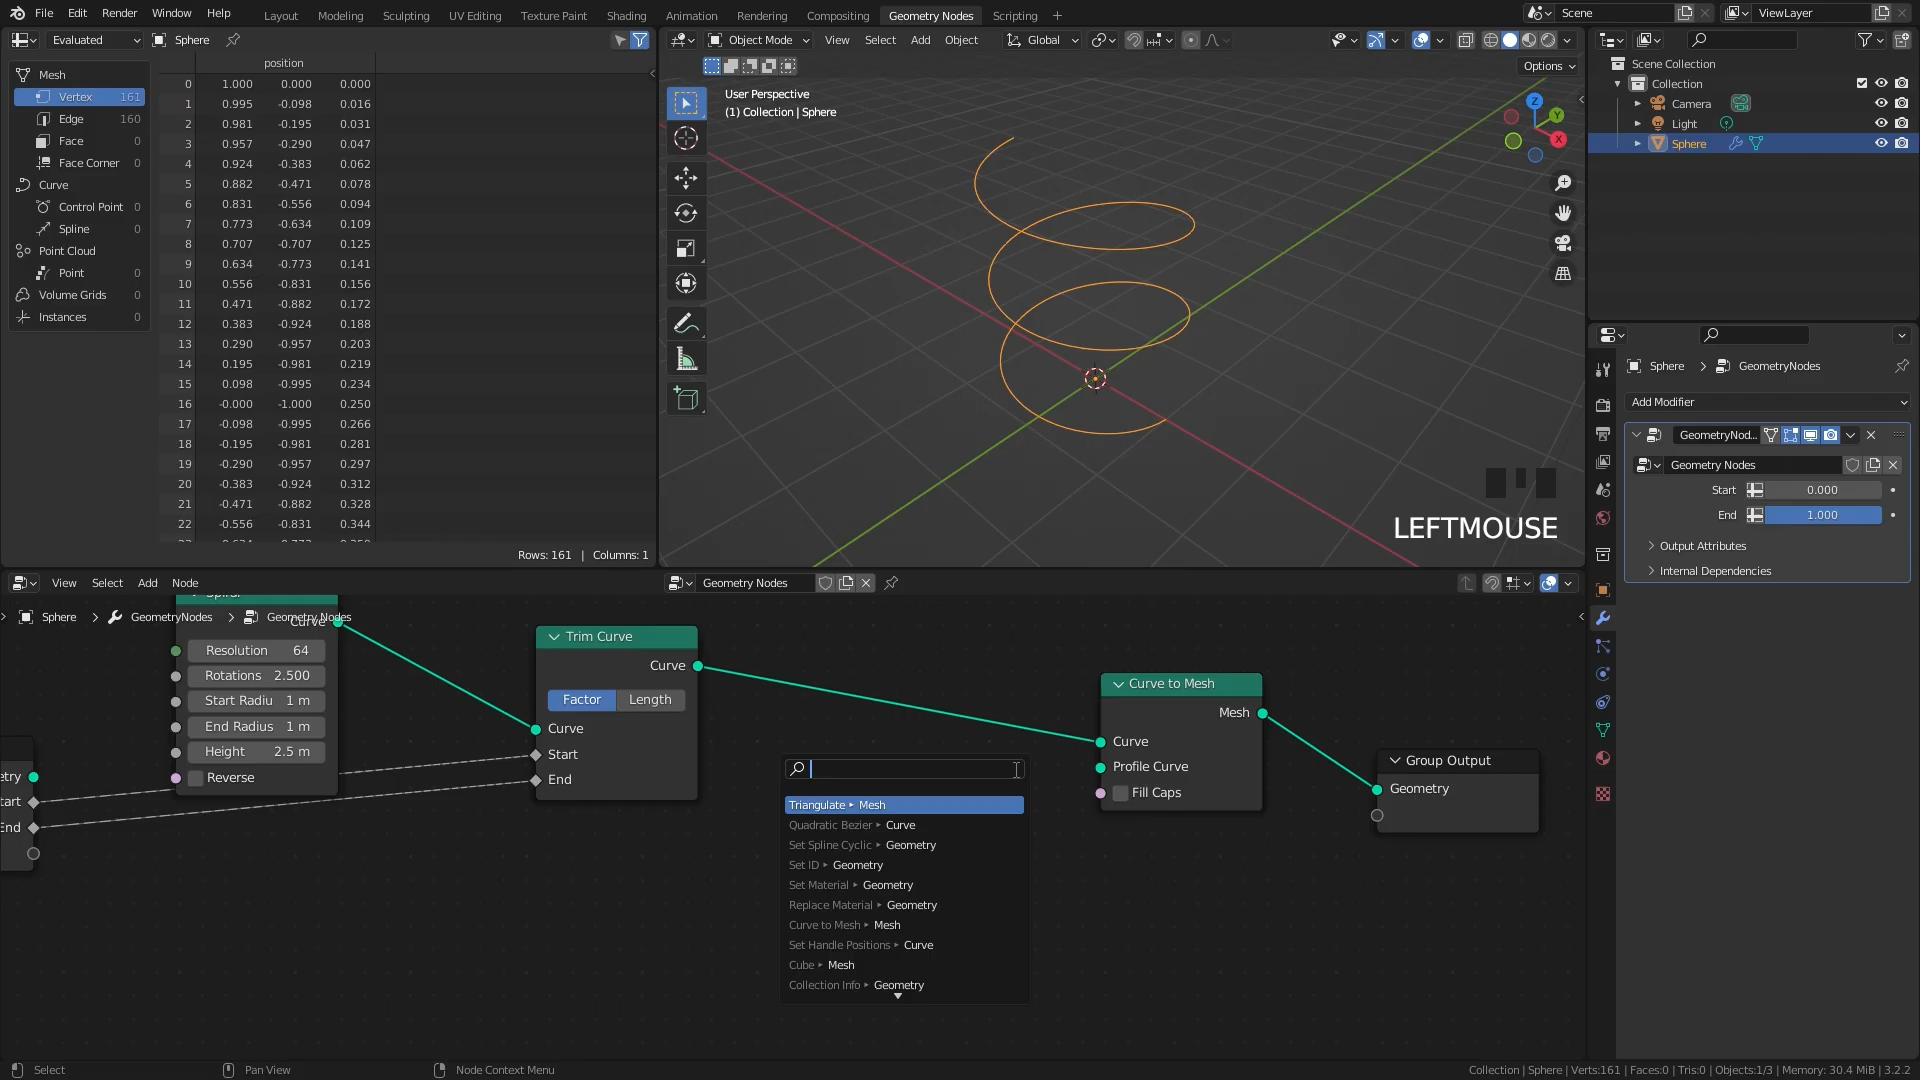 File Edit Render Window Help Layout Modeling Sculpting UV Editing Texture Paint Shading Animation Rendering Compositing Geometry Nodes Scripting Scene ViewLayer
Evaluated Sphere
Object Mode View Select Add Object Global
Options
position
Mesh
Vertex 161
Edge 160
Face 0
Face Corner 0
Curve
Control Point 0
Spline 0
Point Cloud
Point 0
Volume Grids 0
Instances 0
0 1.000 0.000 0.000
1 0.995 -0.098 0.016
2 0.981 -0.195 0.031
3 0.957 -0.290 0.047
4 0.924 -0.383 0.062
5 0.882 -0.471 0.078
6 0.831 -0.556 0.094
7 0.773 -0.634 0.109
8 0.707 -0.707 0.125
9 0.634 -0.773 0.141
10 0.556 -0.831 0.156
11 0.471 -0.882 0.172
12 0.383 -0.924 0.188
13 0.290 -0.957 0.203
14 0.195 -0.981 0.219
15 0.098 -0.995 0.234
16 -0.000 -1.000 0.250
17 -0.098 -0.995 0.266
18 -0.195 -0.981 0.281
19 -0.290 -0.957 0.297
20 -0.383 -0.924 0.312
21 -0.471 -0.882 0.328
22 -0.556 -0.831 0.344
Rows: 161 | Columns: 1
User Perspective
(1) Collection | Sphere
Z
Y
X
LEFTMOUSE
Scene Collection
Collection
Camera
Light
Sphere
Sphere GeometryNodes
Add Modifier
GeometryNod...
Geometry Nodes
Start 0.000
End 1.000
Output Attributes
Internal Dependencies
View Select Add Node Geometry Nodes
Sphere GeometryNodes Geometry Nodes
Curve
Resolution 64
Rotations 2.500
Start Radiu 1 m
End Radius 1 m
Height 2.5 m
Reverse
Trim Curve
Curve
Factor Length
Curve
Start
End
Triangulate ▸ Mesh
Quadratic Bezier ▸ Curve
Set Spline Cyclic ▸ Geometry
Set ID ▸ Geometry
Set Material ▸ Geometry
Replace Material ▸ Geometry
Curve to Mesh ▸ Mesh
Set Handle Positions ▸ Curve
Cube ▸ Mesh
Collection Info ▸ Geometry
Curve to Mesh
Mesh
Curve
Profile Curve
Fill Caps
Group Output
Geometry
Select Pan View Node Context Menu
Collection | Sphere | Verts:161 | Faces:0 | Tris:0 | Objects:1/3 | Memory: 30.4 MiB | 3.2.2